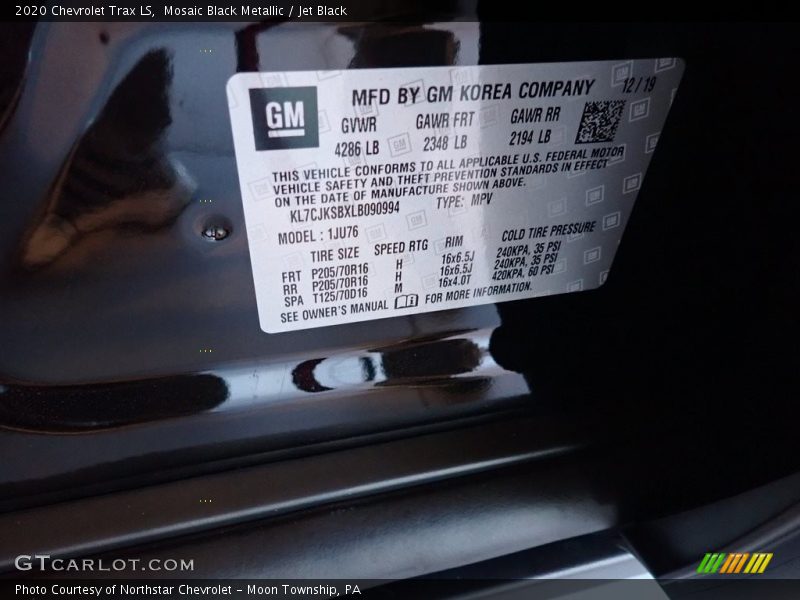 2020 Chevrolet Trax LS, Mosaic Black Metallic / Jet Black
GM
MFD BY GM KOREA COMPANY 12/19
GVWR GAWR FRT GAWR RR
4286 LB 2348 LB 2194 LB
THIS VEHICLE CONFORMS TO ALL APPLICABLE U.S. FEDERAL MOTOR
VEHICLE SAFETY AND THEFT PREVENTION STANDARDS IN EFFECT
ON THE DATE OF MANUFACTURE SHOWN ABOVE.
KL7CJKSBXLB090994 TYPE: MPV
MODEL : 1JU76
TIRE SIZE SPEED RTG RIM COLD TIRE PRESSURE
FRT P205/70R16 H 16x6.5J 240KPA, 35 PSI
RR P205/70R16 H 16x6.5J 240KPA, 35 PSI
SPA T125/70D16 M 16x4.0T 420KPA, 60 PSI
SEE OWNER'S MANUAL FOR MORE INFORMATION.
GTCARLOT.COM
Photo Courtesy of Northstar Chevrolet - Moon Township, PA